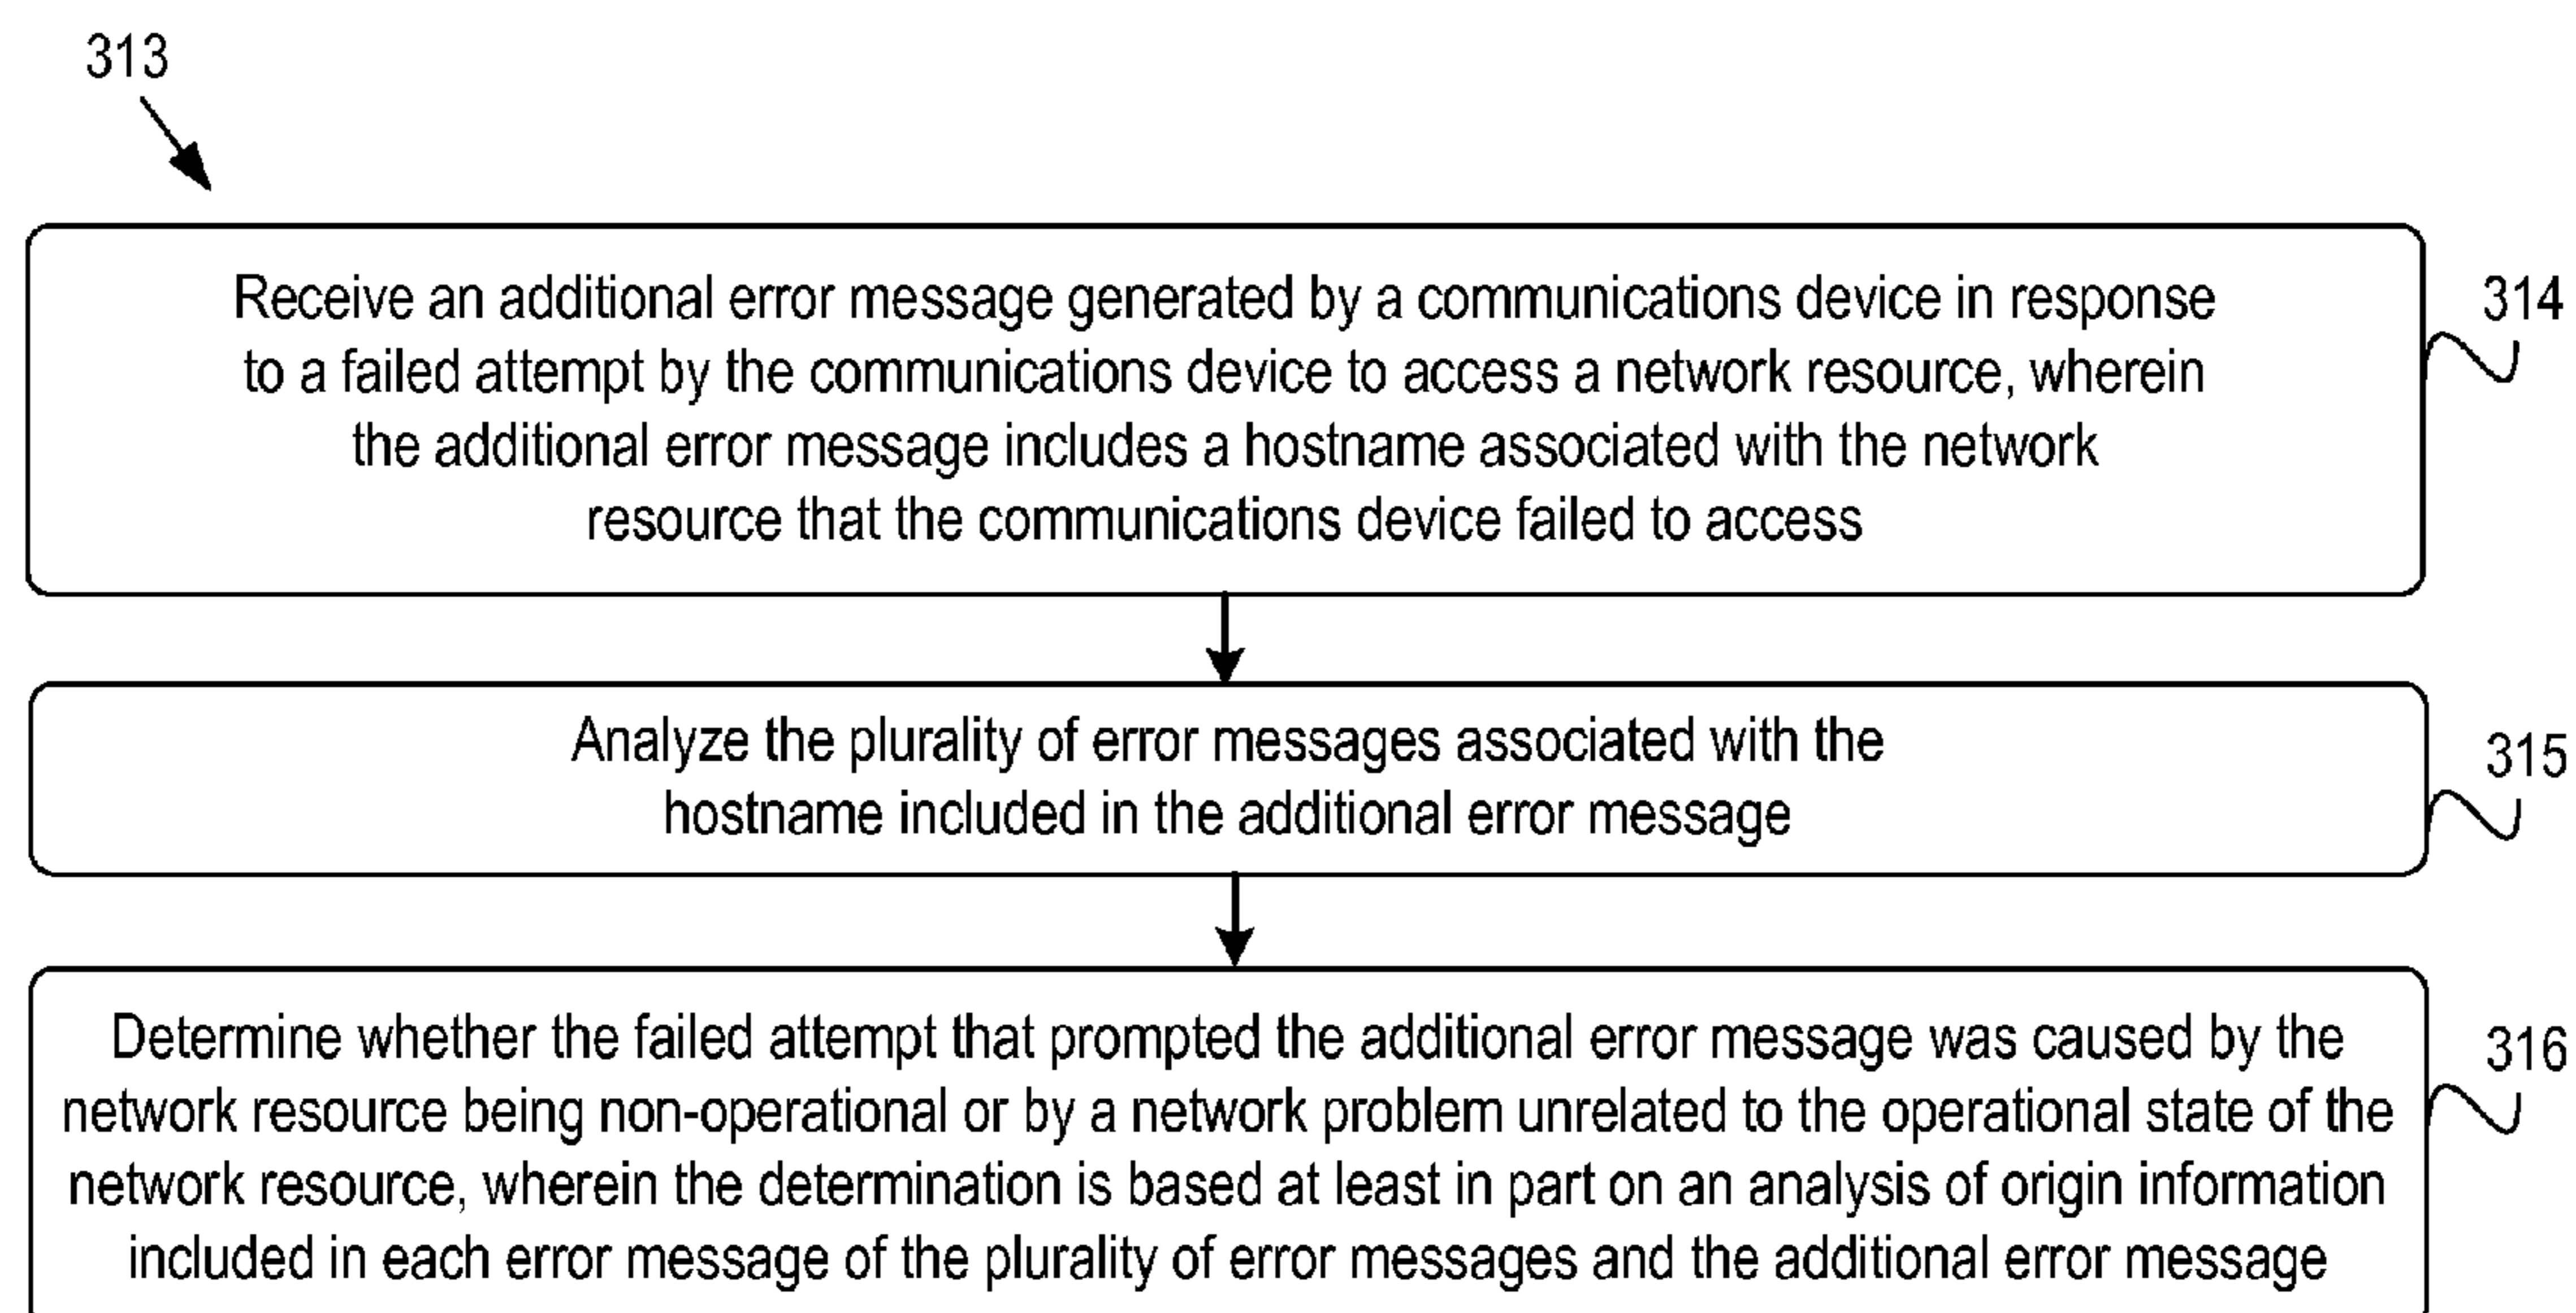 313
Receive an additional error message generated by a communications device in response
to a failed attempt by the communications device to access a network resource, wherein
the additional error message includes a hostname associated with the network
resource that the communications device failed to access
314
Analyze the plurality of error messages associated with the
hostname included in the additional error message
315
Determine whether the failed attempt that prompted the additional error message was caused by the
network resource being non-operational or by a network problem unrelated to the operational state of the
network resource, wherein the determination is based at least in part on an analysis of origin information
included in each error message of the plurality of error messages and the additional error message
316